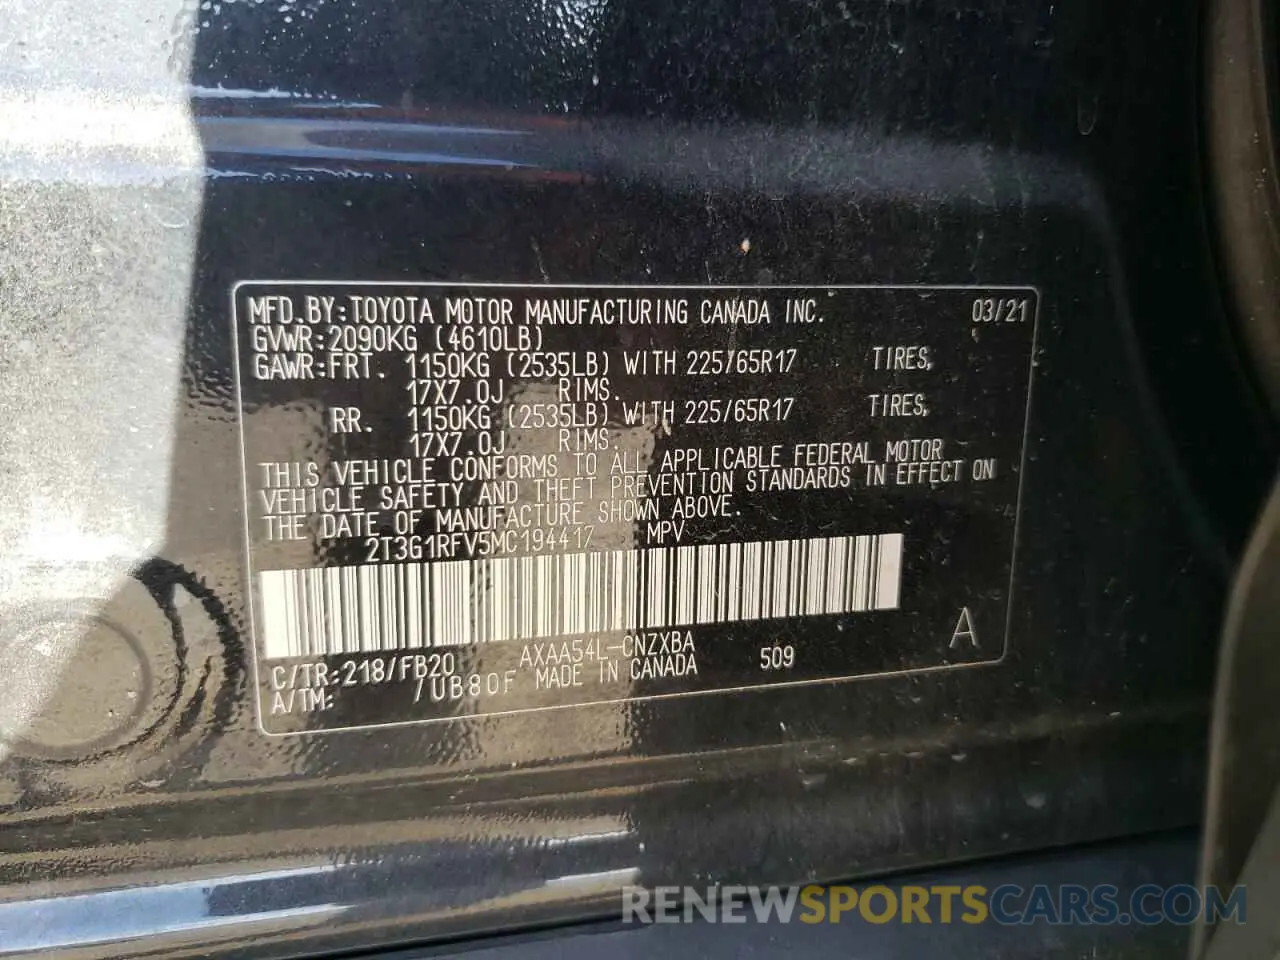 MFD.BY:TOYOTA MOTOR MANUFACTURING CANADA INC. 03/21
GVWR:2090KG (4610LB)
GAWR:FRT. 1150KG (2535LB) WITH 225/65R17 TIRES,
17X7.0J RIMS.
RR. 1150KG (2535LB) WITH 225/65R17 TIRES,
17X7.0J RIMS.
THIS VEHICLE CONFORMS TO ALL APPLICABLE FEDERAL MOTOR
VEHICLE SAFETY AND THEFT PREVENTION STANDARDS IN EFFECT ON
THE DATE OF MANUFACTURE SHOWN ABOVE.
2T3G1RFV5MC194417 MPV
C/TR:218/FB20 AXAA54L-CNZXBA 509 A
A/TM: /UB80F MADE IN CANADA
RENEWSPORTSCARS.COM